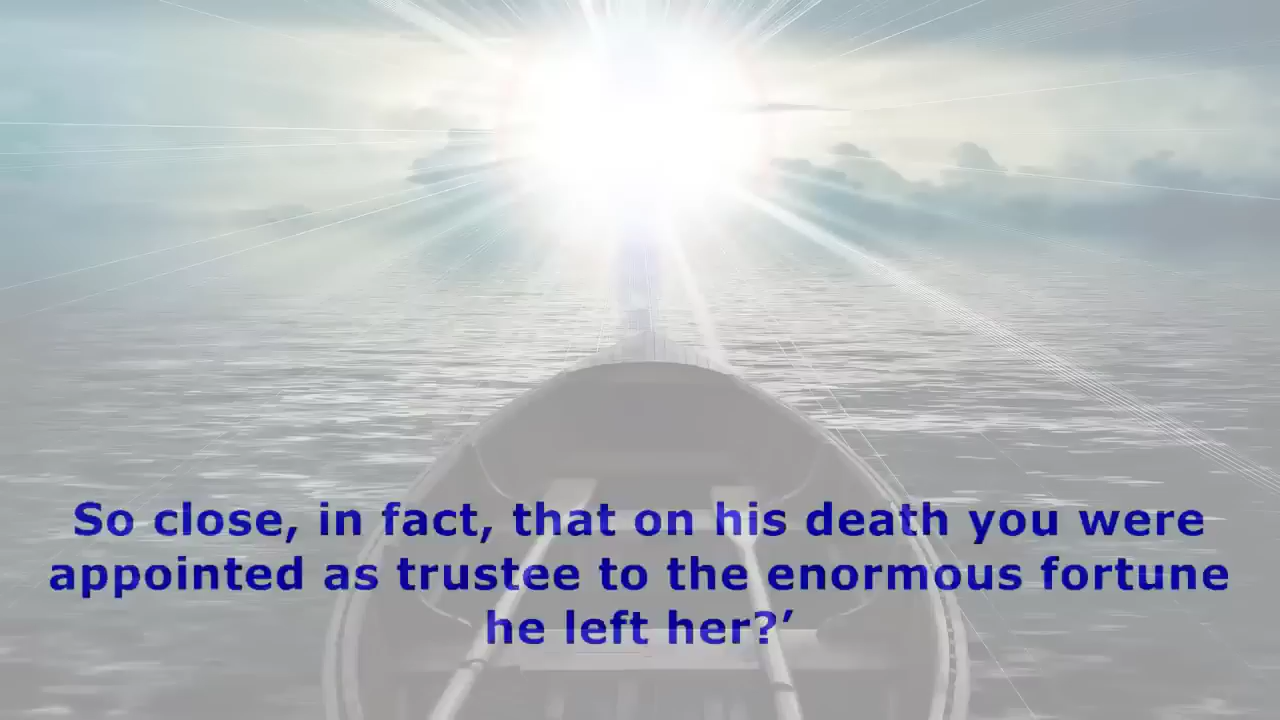 So close, in fact, that on his death you were
appointed as trustee to the enormous fortune
he left her?’